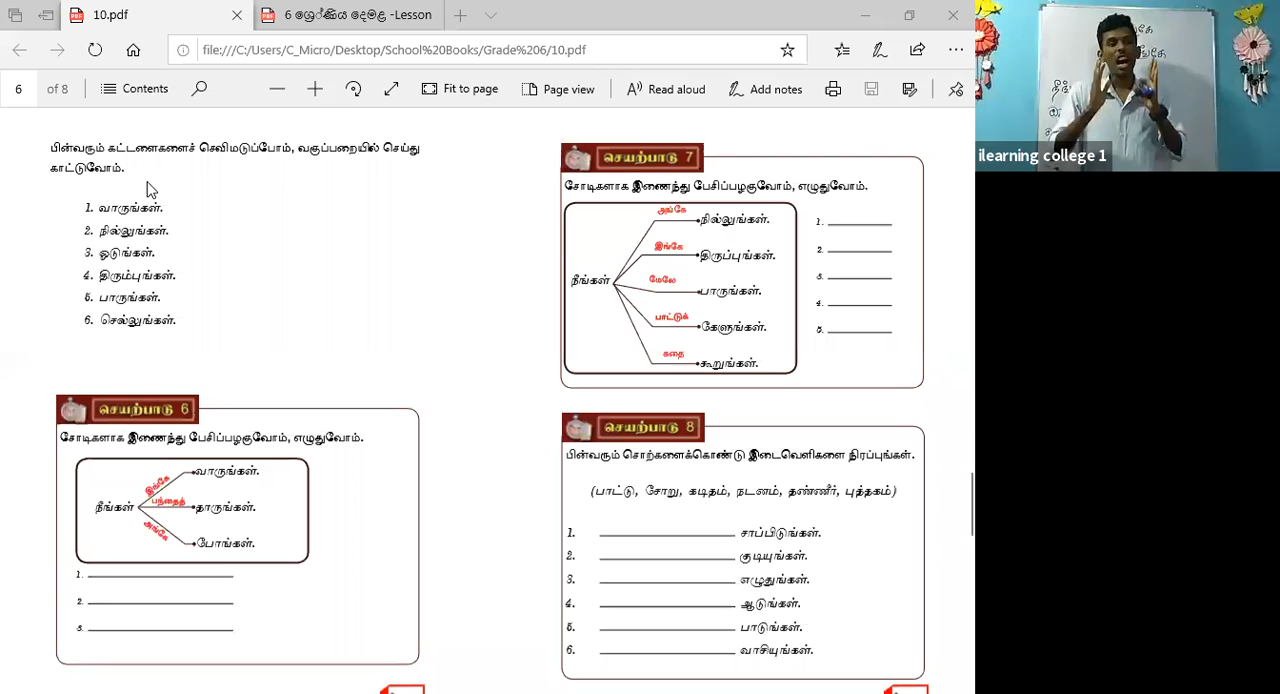 10.pdf
6 ශ්‍රේණිය දෙමළ -Lesson
file:///C:/Users/C_Micro/Desktop/School%20Books/Grade%206/10.pdf
6 of 8
Contents
Fit to page
Page view
Read aloud
Add notes
ilearning college 1
பின்வரும் கட்டளைகளைச் செவிமடுப்போம், வகுப்பறையில் செய்து
காட்டுவோம்.
1. வாருங்கள்.
2. நில்லுங்கள்.
3. ஓடுங்கள்.
4. திரும்புங்கள்.
5. பாருங்கள்.
6. செல்லுங்கள்.
செயற்பாடு 6
சோடிகளாக இணைந்து பேசிப்பழகுவோம், எழுதுவோம்.
நீங்கள்
இங்கே வாருங்கள்.
பந்தைத் தாருங்கள்.
அங்கே போங்கள்.
1.
2.
3.
செயற்பாடு 7
சோடிகளாக இணைந்து பேசிப்பழகுவோம், எழுதுவோம்.
நீங்கள்
அங்கே நில்லுங்கள்.
இங்கே திருப்புங்கள்.
மேலே பாருங்கள்.
பாட்டுக் கேளுங்கள்.
கதை கூறுங்கள்.
1.
2.
3.
4.
5.
செயற்பாடு 8
பின்வரும் சொற்களைக்கொண்டு இடைவெளிகளை நிரப்புங்கள்.
(பாட்டு, சோறு, கடிதம், நடனம், தண்ணீர், புத்தகம்)
1. சாப்பிடுங்கள்.
2. குடியுங்கள்.
3. எழுதுங்கள்.
4. ஆடுங்கள்.
5. பாடுங்கள்.
6. வாசியுங்கள்.